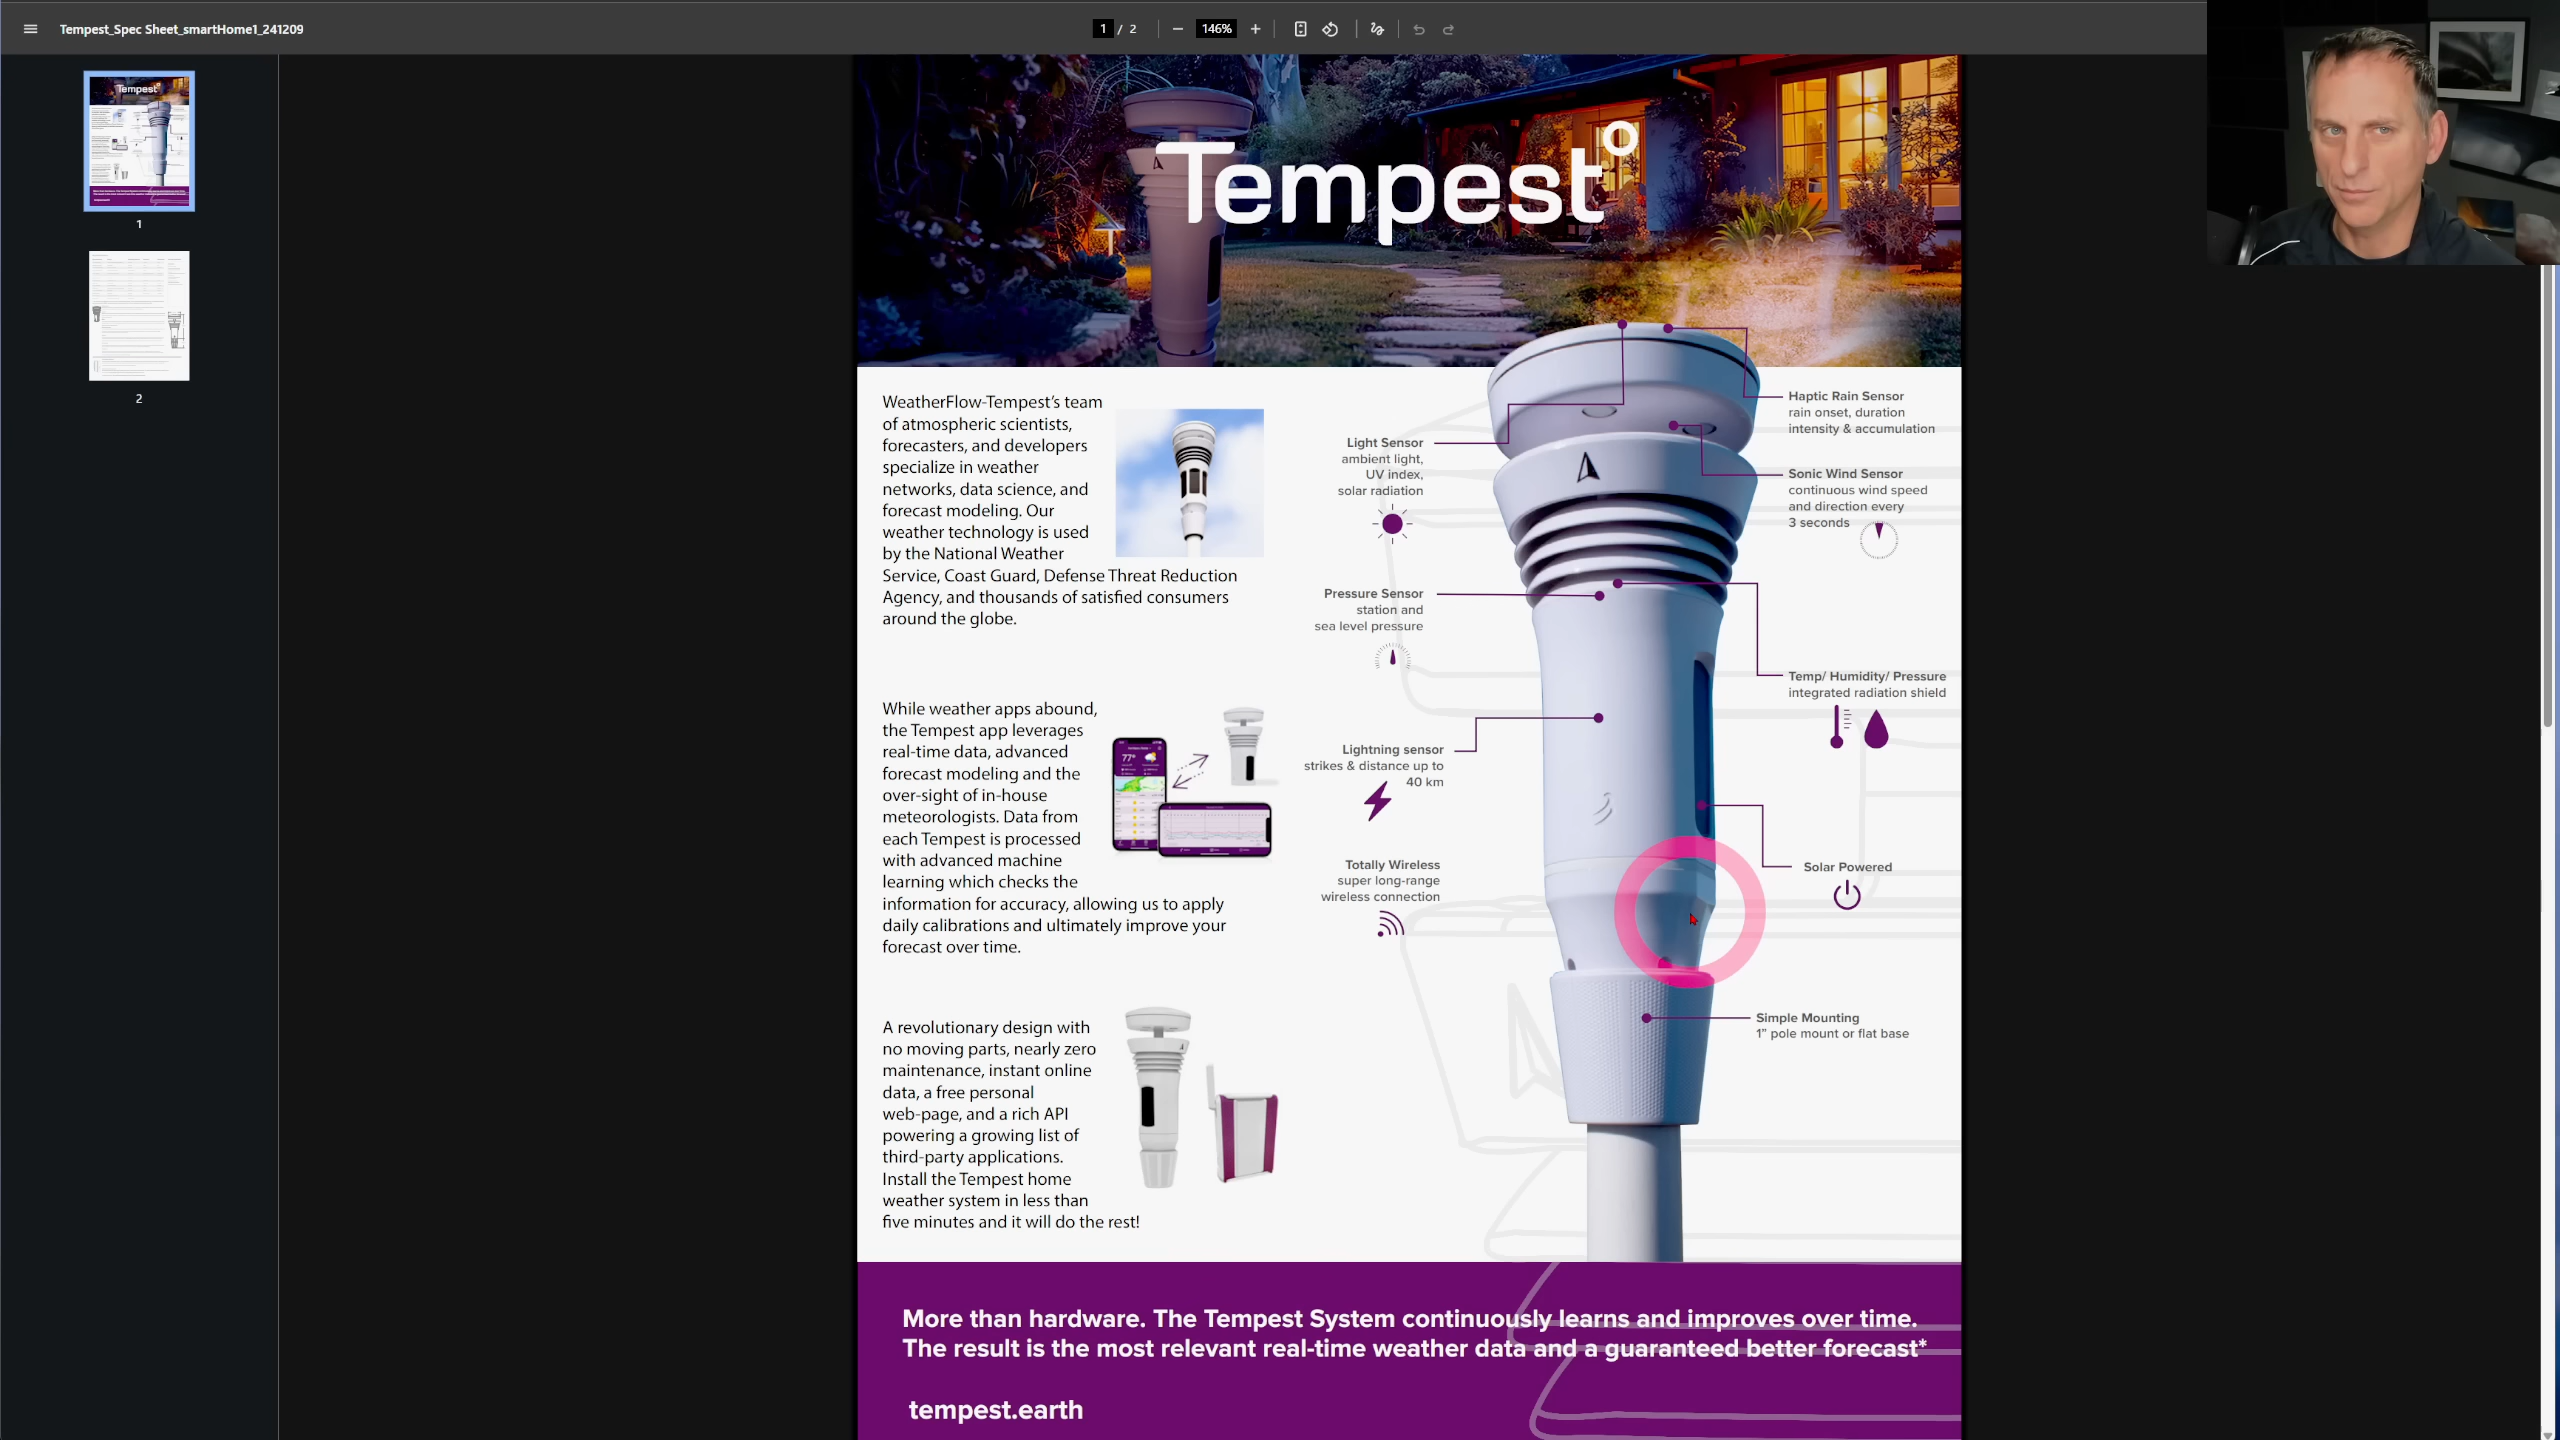 Tempest_Spec Sheet_smartHome1_241209
1 / 2
146%
1
2
Tempest°
WeatherFlow-Tempest's team
of atmospheric scientists,
forecasters, and developers
specialize in weather
networks, data science, and
forecast modeling. Our
weather technology is used
by the National Weather
Service, Coast Guard, Defense Threat Reduction
Agency, and thousands of satisfied consumers
around the globe.
While weather apps abound,
the Tempest app leverages
real-time data, advanced
forecast modeling and the
over-sight of in-house
meteorologists. Data from
each Tempest is processed
with advanced machine
learning which checks the
information for accuracy, allowing us to apply
daily calibrations and ultimately improve your
forecast over time.
77°
A revolutionary design with
no moving parts, nearly zero
maintenance, instant online
data, a free personal
web-page, and a rich API
powering a growing list of
third-party applications.
Install the Tempest home
weather system in less than
five minutes and it will do the rest!
Light Sensor
ambient light,
UV index,
solar radiation
Pressure Sensor
station and
sea level pressure
Lightning sensor
strikes & distance up to
40 km
Totally Wireless
super long-range
wireless connection
Haptic Rain Sensor
rain onset, duration
intensity & accumulation
Sonic Wind Sensor
continuous wind speed
and direction every
3 seconds
Temp/ Humidity/ Pressure
integrated radiation shield
Solar Powered
Simple Mounting
1” pole mount or flat base
More than hardware. The Tempest System continuously learns and improves over time.
The result is the most relevant real-time weather data and a guaranteed better forecast*
tempest.earth